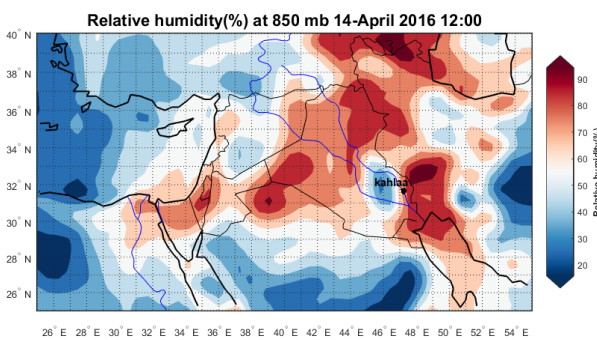 Relative humidity(%) at 850 mb 14-April 2016 12:00
40° N
38° N
36° N
34° N
32° N
30° N
28° N
26° N
kahlaa
26° E 28° E 30° E 32° E 34° E 36° E 38° E 40° E 42° E 44° E 46° E 48° E 50° E 52° E 54° E
90
80
70
60
50
40
30
20
Relative humidity(%)